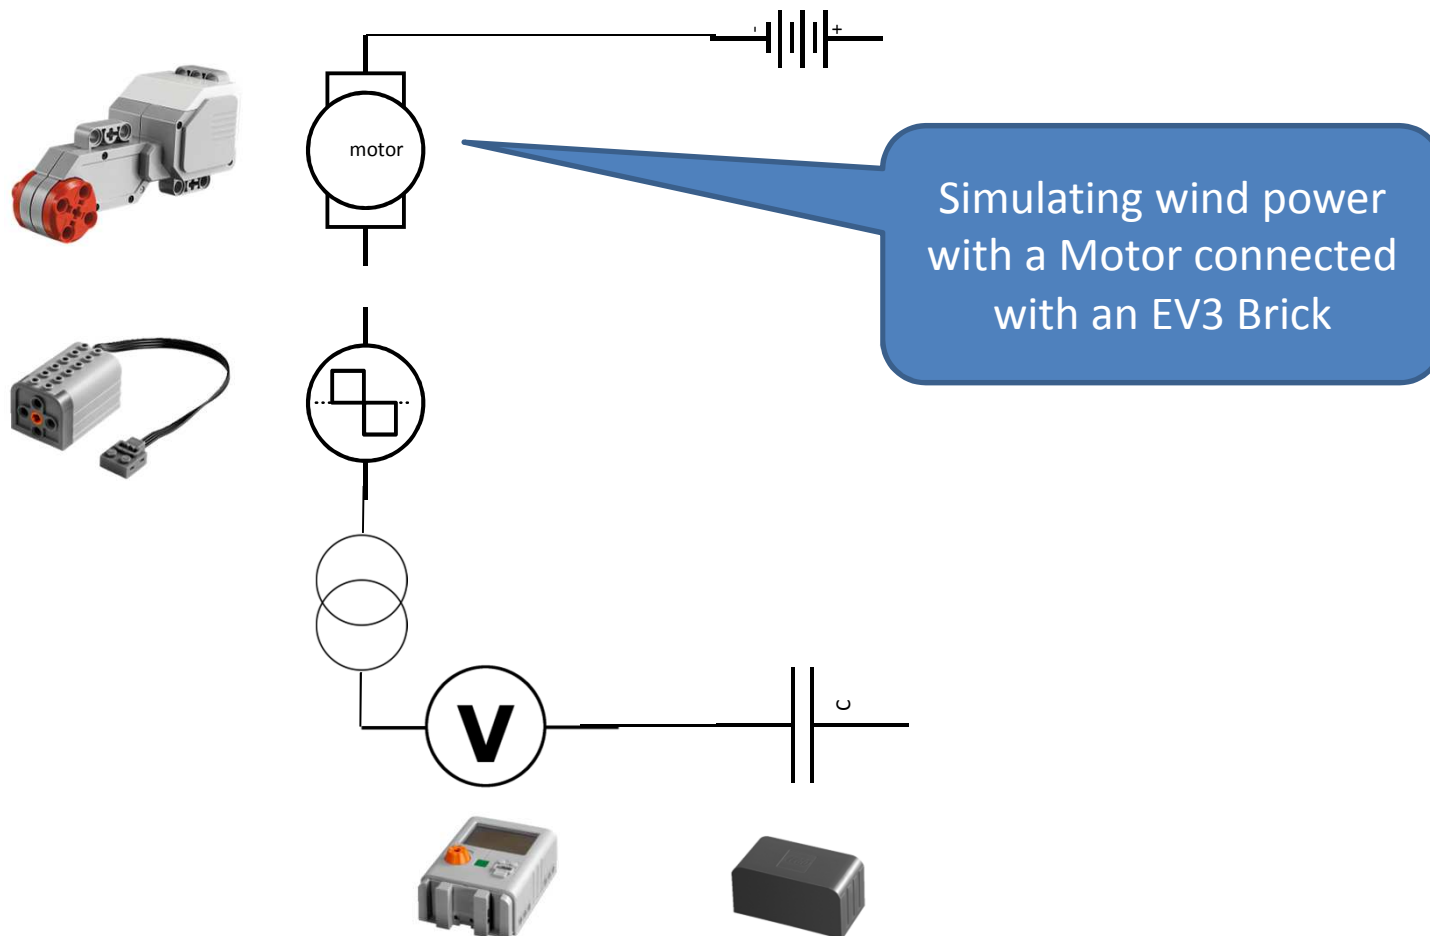 - +
motor
Simulating wind power
with a Motor connected
with an EV3 Brick
V
C